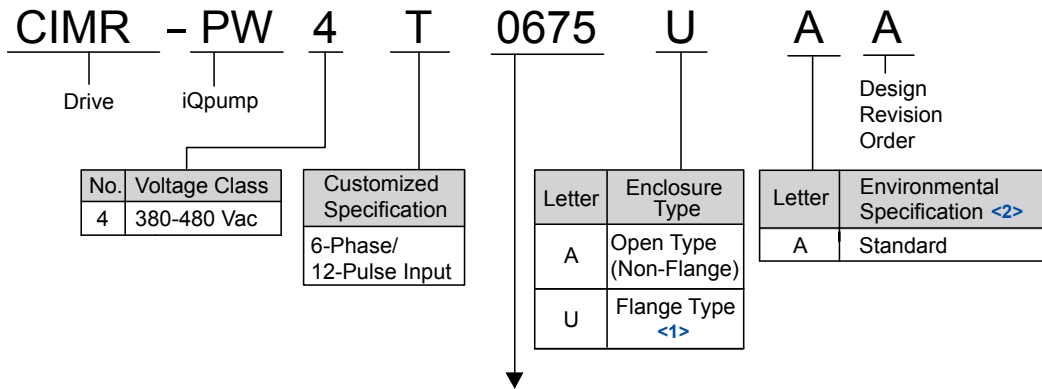 CIMR - PW 4 T 0675 U A A
Drive
iQpump
Design
Revision
Order
No. Voltage Class
4 380-480 Vac
Customized
Specification
6-Phase/
12-Pulse Input
Letter Enclosure
Type
A Open Type
(Non-Flange)
U Flange Type
<1>
Letter Environmental
Specification <2>
A Standard